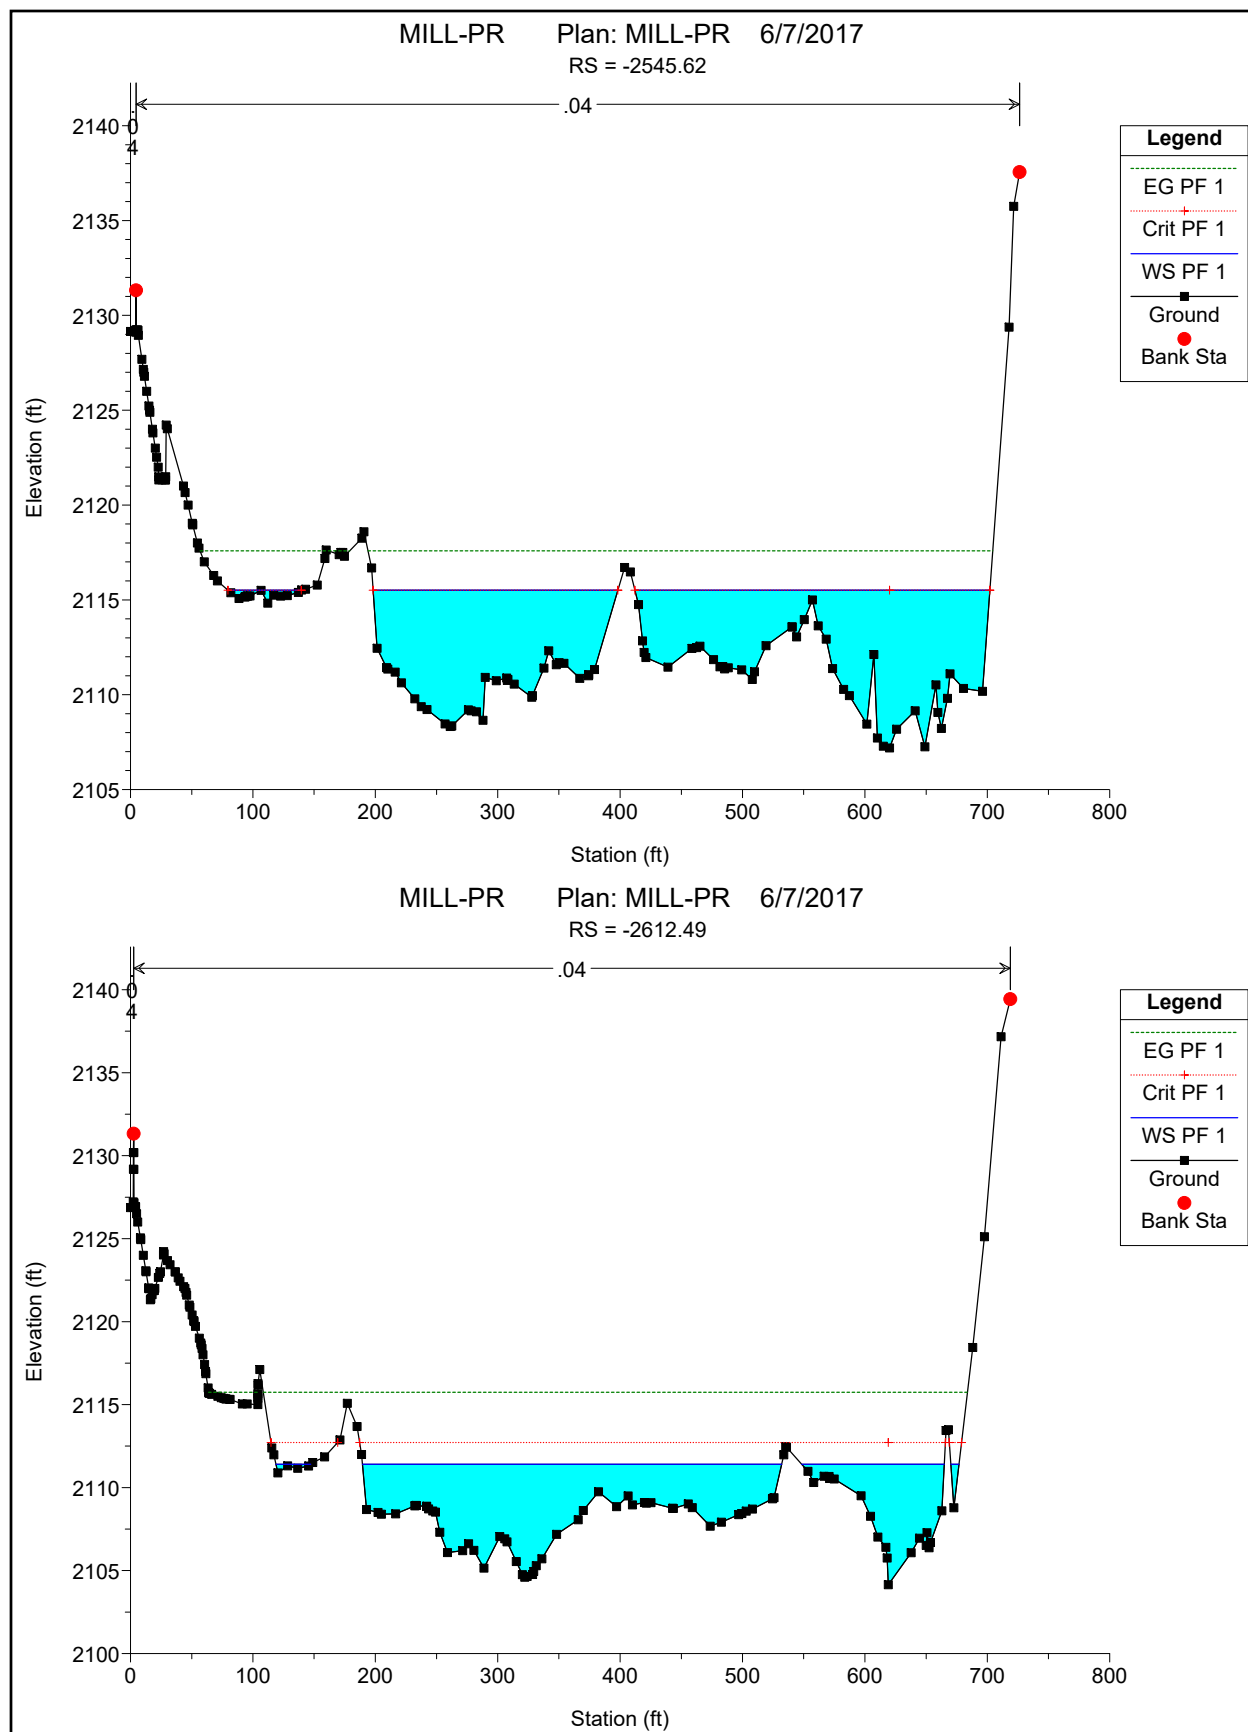 MILL-PR Plan: MILL-PR 6/7/2017
RS = -2545.62
.04
.04
2140
2135
2130
2125
2120
2115
2110
2105
Elevation (ft)
0 100 200 300 400 500 600 700 800
Station (ft)
Legend
EG PF 1
Crit PF 1
WS PF 1
Ground
Bank Sta
MILL-PR Plan: MILL-PR 6/7/2017
RS = -2612.49
.04
.04
2140
2135
2130
2125
2120
2115
2110
2105
2100
Elevation (ft)
0 100 200 300 400 500 600 700 800
Station (ft)
Legend
EG PF 1
Crit PF 1
WS PF 1
Ground
Bank Sta